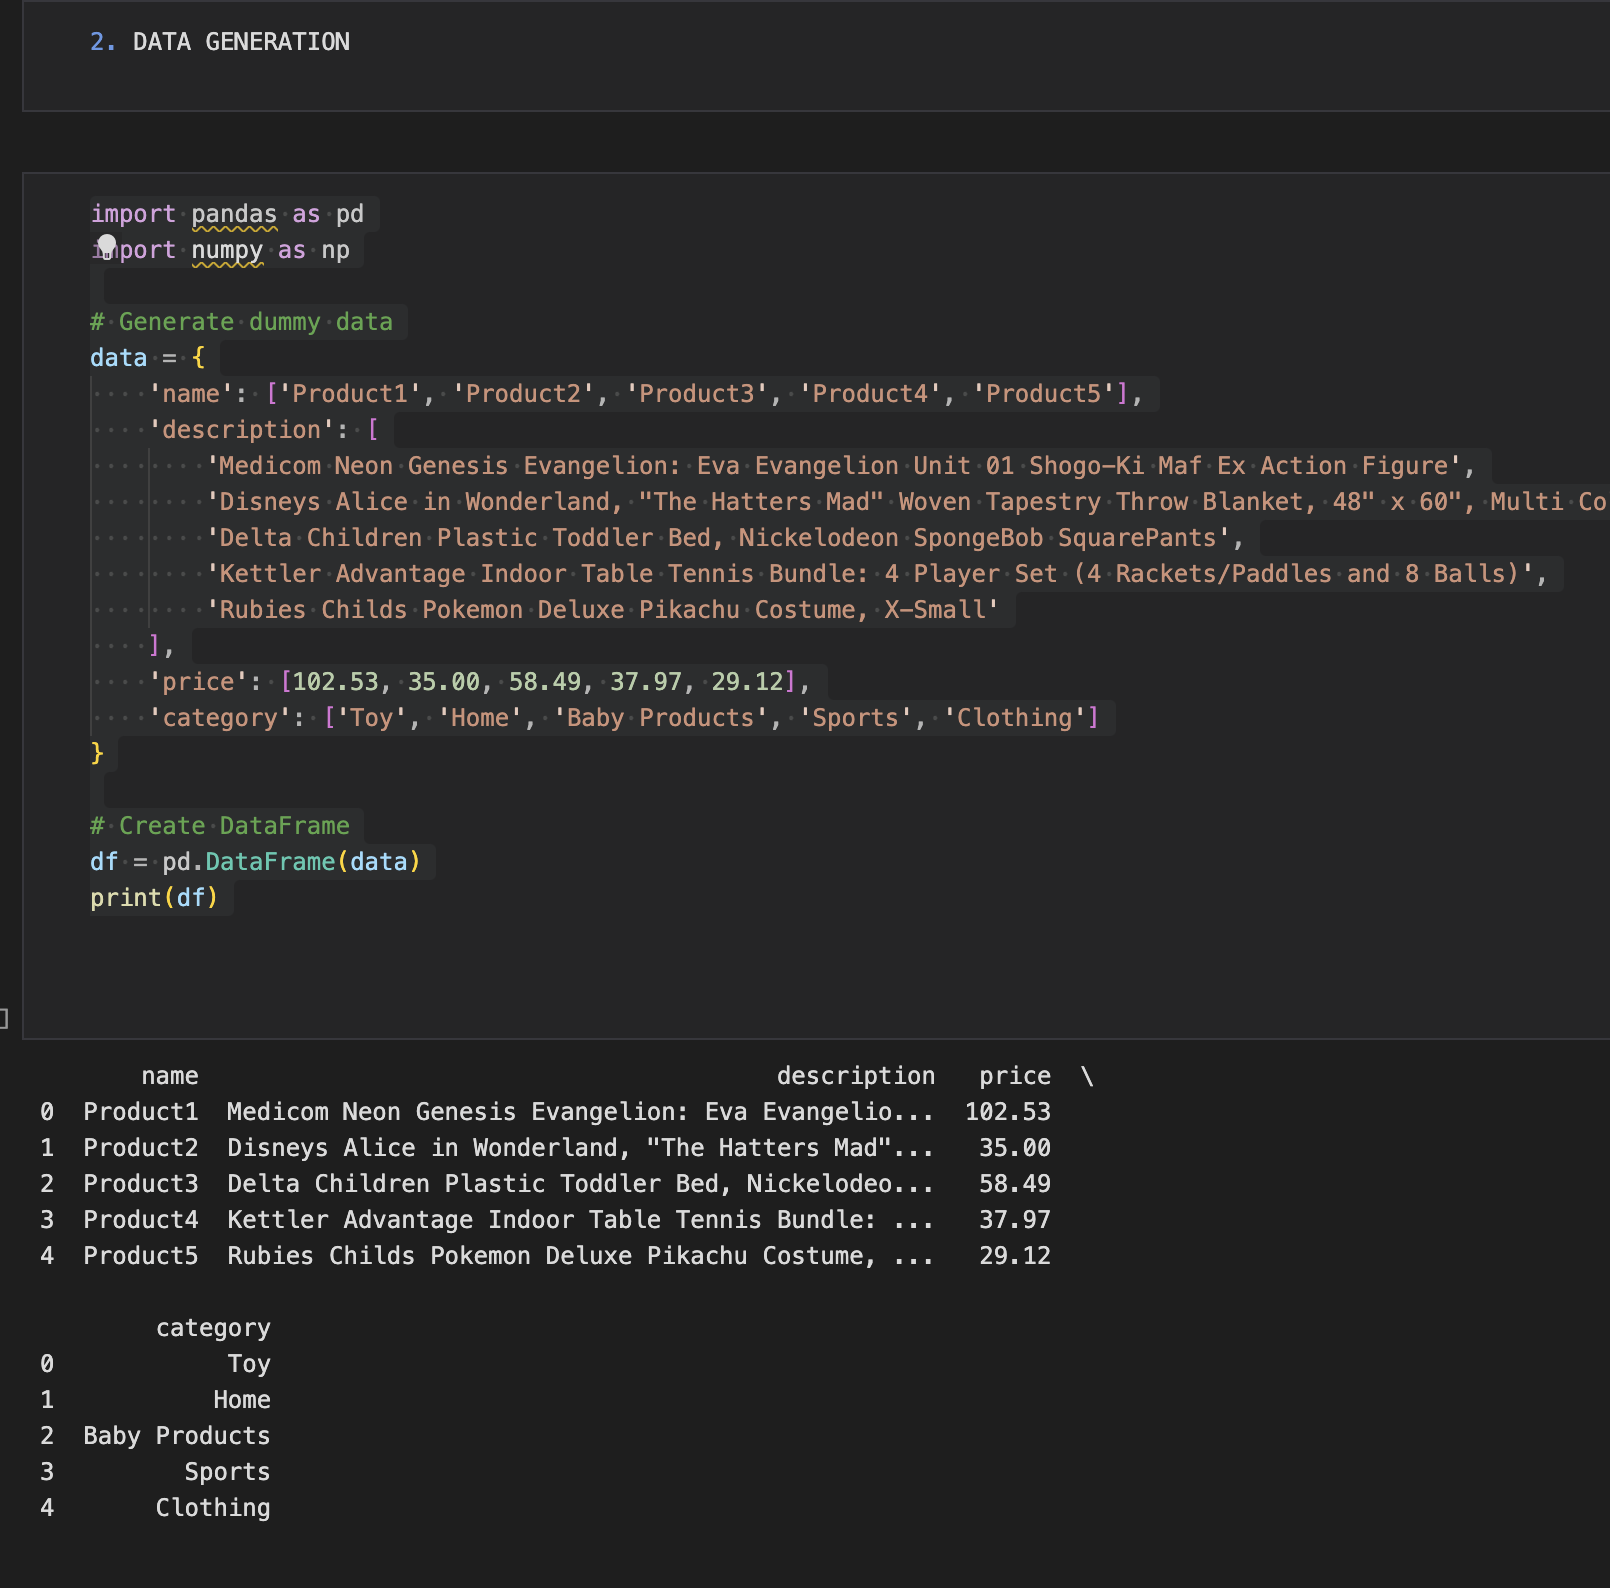 2. DATA GENERATION
import pandas as pd
import numpy as np
# Generate dummy data
data = {
    'name': ['Product1', 'Product2', 'Product3', 'Product4', 'Product5'],
    'description': [
        'Medicom Neon Genesis Evangelion: Eva Evangelion Unit 01 Shogo-Ki Maf Ex Action Figure',
        'Disneys Alice in Wonderland, "The Hatters Mad" Woven Tapestry Throw Blanket, 48" x 60", Multi Co
        'Delta Children Plastic Toddler Bed, Nickelodeon SpongeBob SquarePants',
        'Kettler Advantage Indoor Table Tennis Bundle: 4 Player Set (4 Rackets/Paddles and 8 Balls)',
        'Rubies Childs Pokemon Deluxe Pikachu Costume, X-Small'
    ],
    'price': [102.53, 35.00, 58.49, 37.97, 29.12],
    'category': ['Toy', 'Home', 'Baby Products', 'Sports', 'Clothing']
}
# Create DataFrame
df = pd.DataFrame(data)
print(df)
]
       name                                        description   price  \
0  Product1  Medicom Neon Genesis Evangelion: Eva Evangelio...  102.53
1  Product2  Disneys Alice in Wonderland, "The Hatters Mad"...   35.00
2  Product3  Delta Children Plastic Toddler Bed, Nickelodeo...   58.49
3  Product4  Kettler Advantage Indoor Table Tennis Bundle: ...   37.97
4  Product5  Rubies Childs Pokemon Deluxe Pikachu Costume, ...   29.12
        category
0            Toy
1           Home
2  Baby Products
3         Sports
4       Clothing